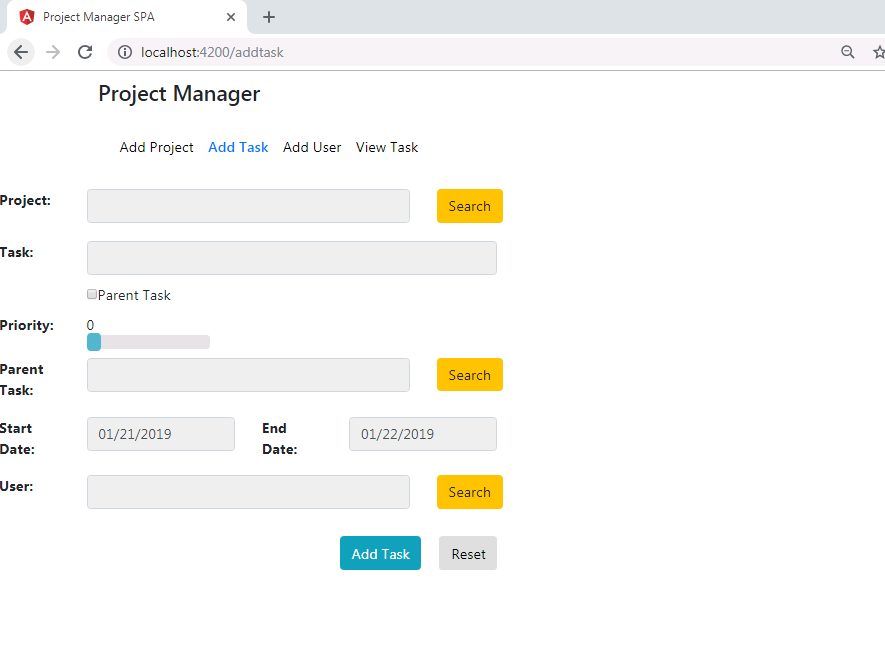 Project Manager SPA
localhost:4200/addtask
Project Manager
Add Project Add Task Add User View Task
Project: Search
Task:
Parent Task
Priority: 0
Parent Task: Search
Start Date: 01/21/2019 End Date: 01/22/2019
User: Search
Add Task Reset